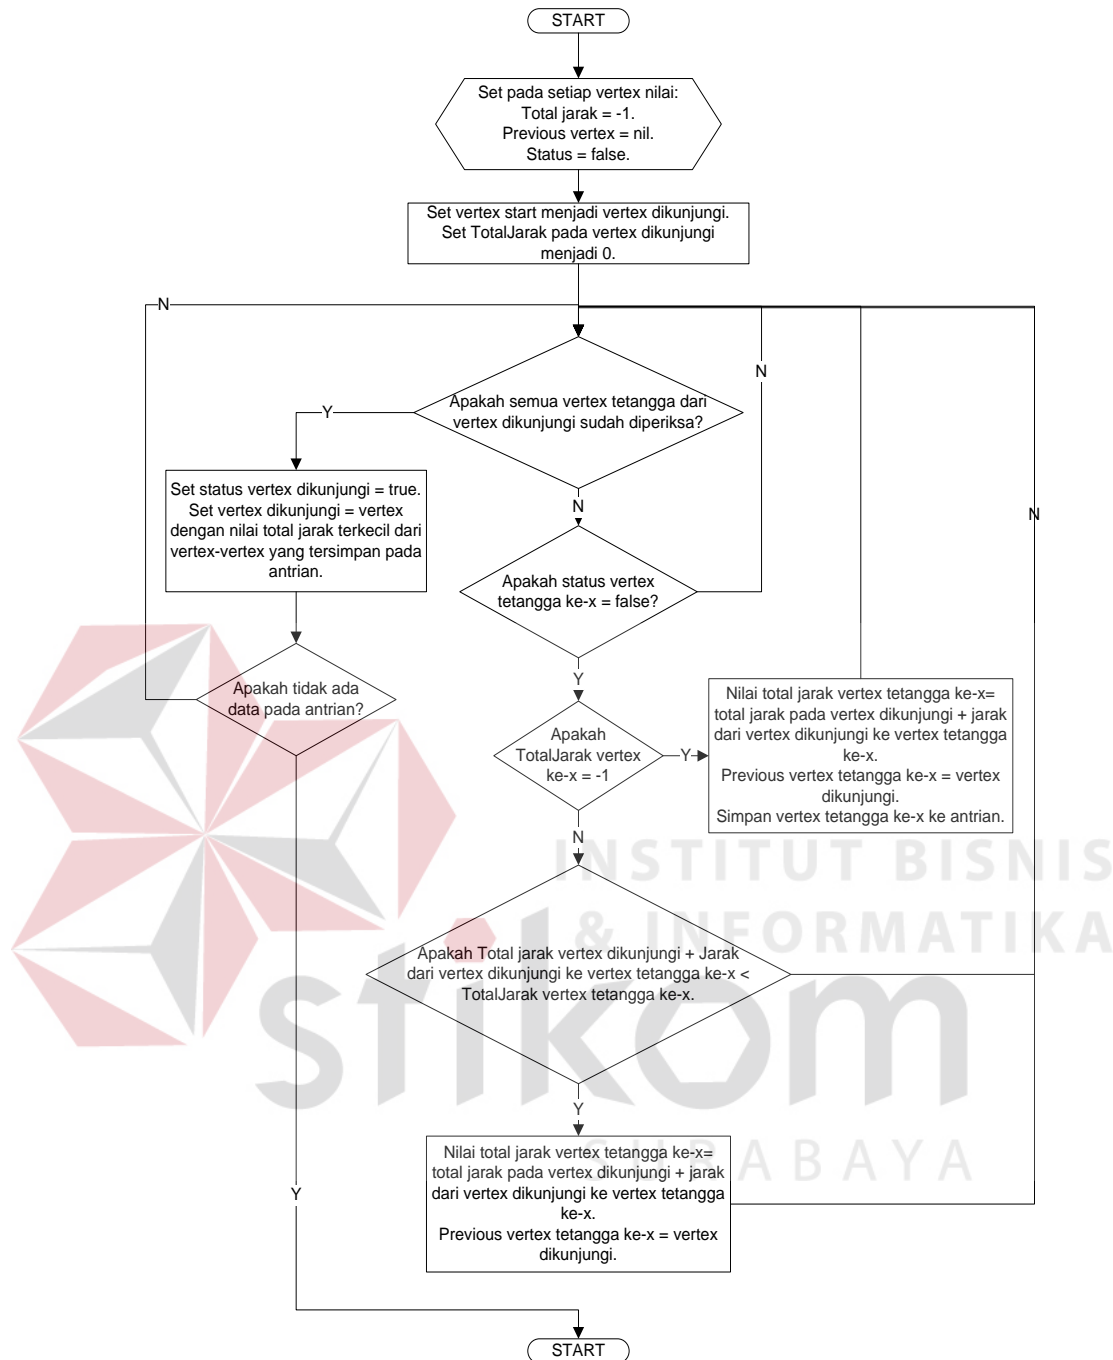 START
Set pada setiap vertex nilai:
Total jarak = -1.
Previous vertex = nil.
Status = false.
Set vertex start menjadi vertex dikunjungi.
Set TotalJarak pada vertex dikunjungi
menjadi 0.
N
Apakah semua vertex tetangga dari
vertex dikunjungi sudah diperiksa?
Y
N
N
Set status vertex dikunjungi = true.
Set vertex dikunjungi = vertex
dengan nilai total jarak terkecil dari
vertex-vertex yang tersimpan pada
antrian.
N
Apakah status vertex
tetangga ke-x = false?
Y
Apakah tidak ada
data pada antrian?
Apakah
TotalJarak vertex
ke-x = -1
Y
Nilai total jarak vertex tetangga ke-x=
total jarak pada vertex dikunjungi + jarak
dari vertex dikunjungi ke vertex tetangga
ke-x.
Previous vertex tetangga ke-x = vertex
dikunjungi.
Simpan vertex tetangga ke-x ke antrian.
N
INSTITUT BISNIS
& INFORMATIKA
stikom
SURABAYA
Apakah Total jarak vertex dikunjungi + Jarak
dari vertex dikunjungi ke vertex tetangga ke-x <
TotalJarak vertex tetangga ke-x.
Y
Nilai total jarak vertex tetangga ke-x=
total jarak pada vertex dikunjungi + jarak
dari vertex dikunjungi ke vertex tetangga
ke-x.
Previous vertex tetangga ke-x = vertex
dikunjungi.
Y
START